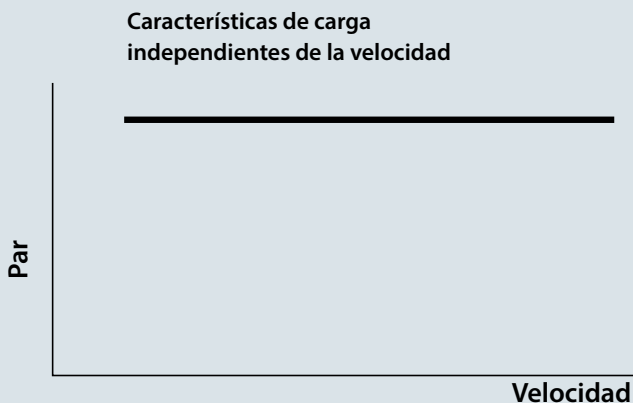 Características de carga
independientes de la velocidad
Par
Velocidad